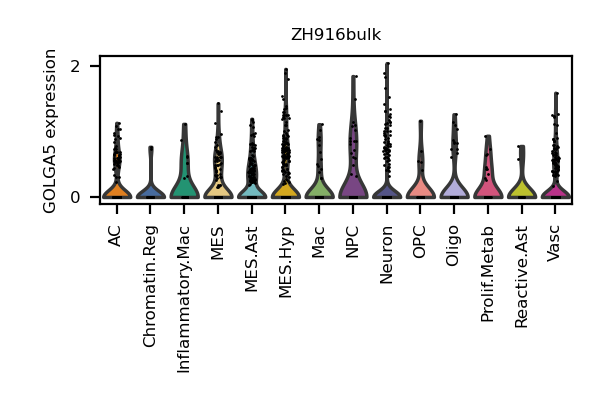 ZH916bulk
GOLGA5 expression
2
0
AC
Chromatin.Reg
Inflammatory.Mac
MES
MES.Ast
MES.Hyp
Mac
NPC
Neuron
OPC
Oligo
Prolif.Metab
Reactive.Ast
Vasc